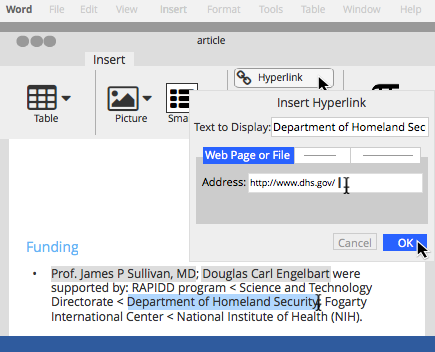 Word File Edit View Insert Format Tools Table Window Help
article
Insert
Hyperlink
Table
Picture
Insert Hyperlink
Text to Display: Department of Homeland Sec
Web Page or File
Address: http://www.dhs.gov/
Cancel OK
Funding
• Prof. James P Sullivan, MD; Douglas Carl Engelbart were
supported by: RAPIDD program < Science and Technology
Directorate < Department of Homeland Security; Fogarty
International Center < National Institute of Health (NIH).